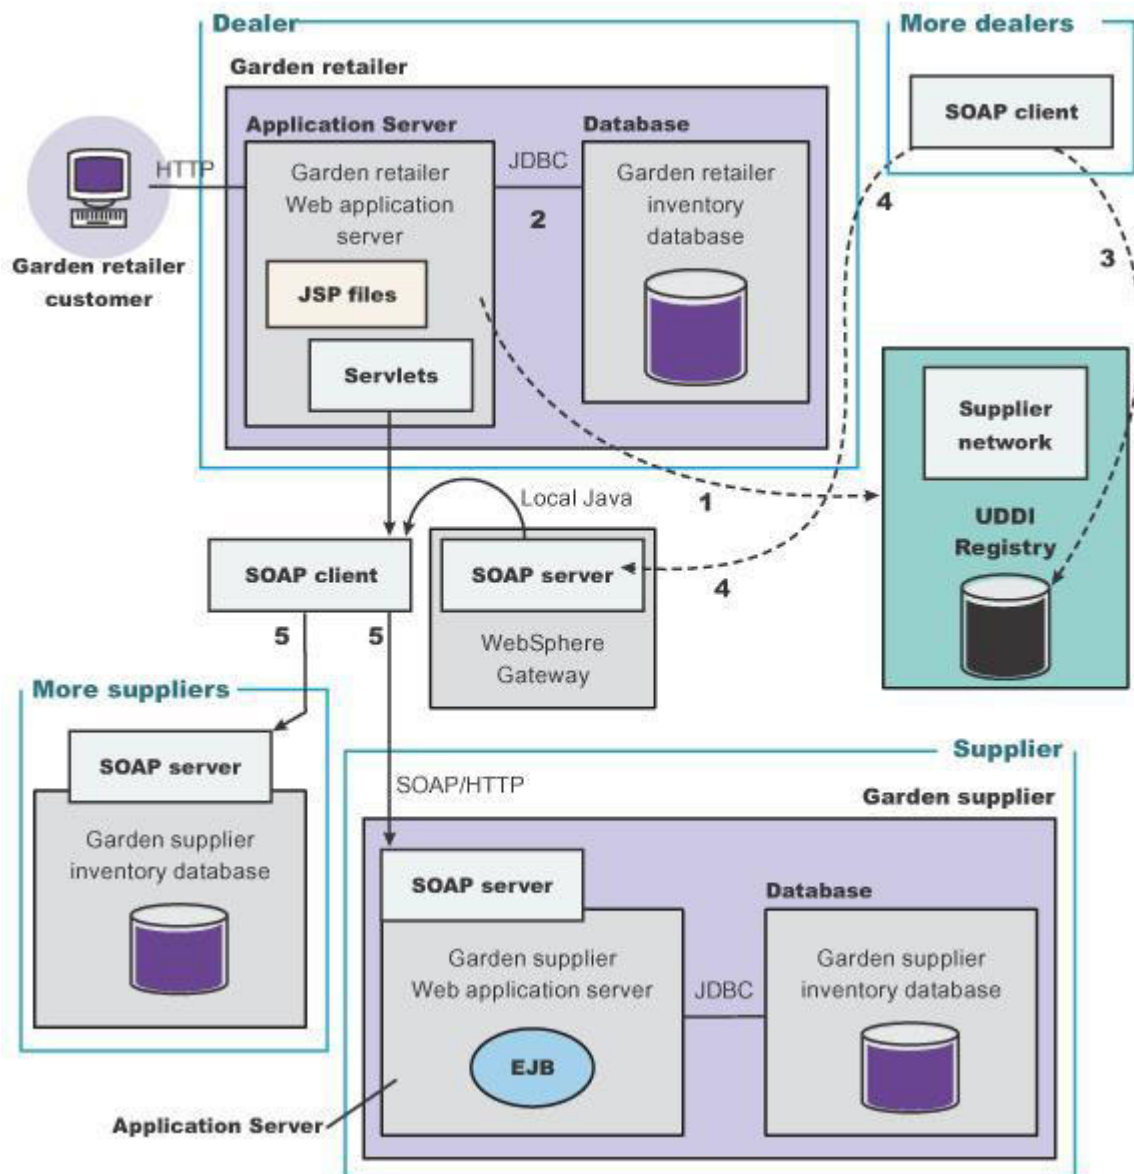 Dealer
More dealers
Garden retailer
SOAP client
Application Server
Database
HTTP
Garden retailer
Web application
server
JDBC
2
Garden retailer
inventory
database
4
3
Garden retailer
customer
JSP files
Servlets
Supplier
network
1
Local Java
UDDI
Registry
SOAP client
SOAP server
4
5
5
WebSphere
Gateway
More suppliers
SOAP server
Supplier
SOAP/HTTP
Garden supplier
Garden supplier
inventory database
SOAP server
Database
Garden supplier
Web application server
JDBC
Garden supplier
inventory database
EJB
Application Server